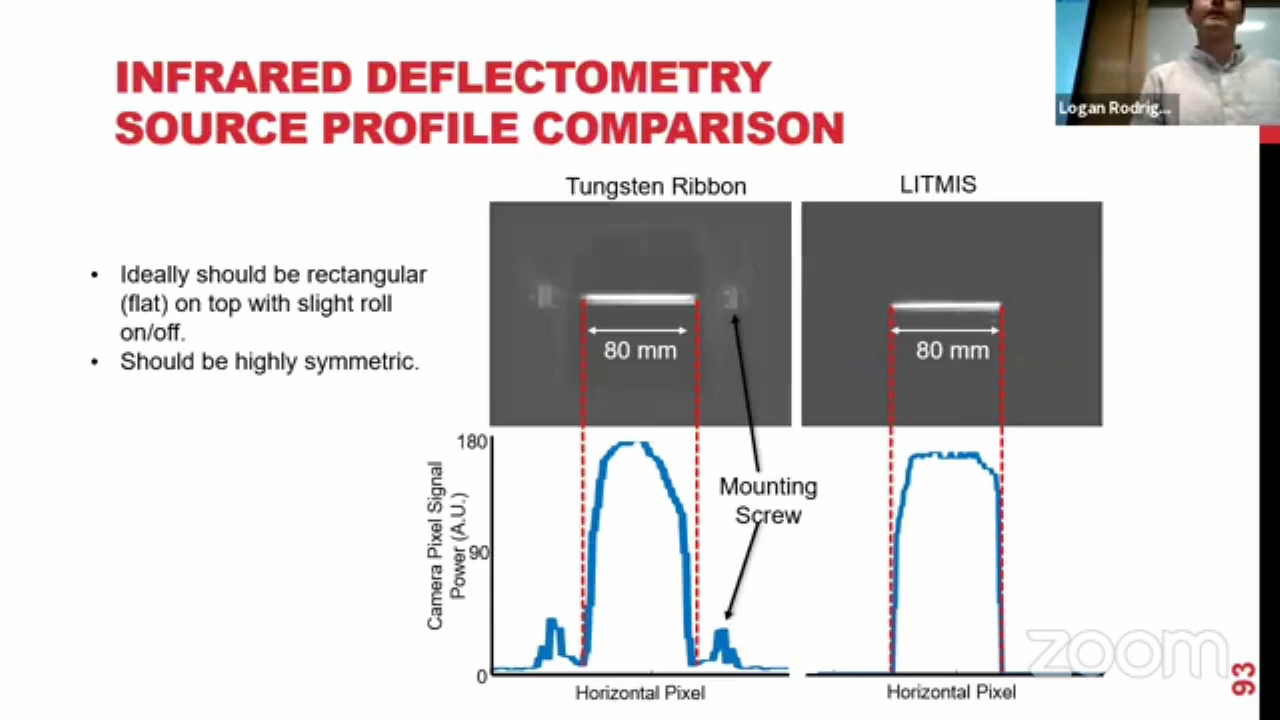 INFRARED DEFLECTOMETRY
SOURCE PROFILE COMPARISON
Logan Rodrig...
Tungsten Ribbon
LITMIS
• Ideally should be rectangular
(flat) on top with slight roll
on/off.
• Should be highly symmetric.
80 mm
80 mm
Mounting
Screw
Camera Pixel Signal
Power (A.U.)
180
90
0
Horizontal Pixel
Horizontal Pixel
zoom
93